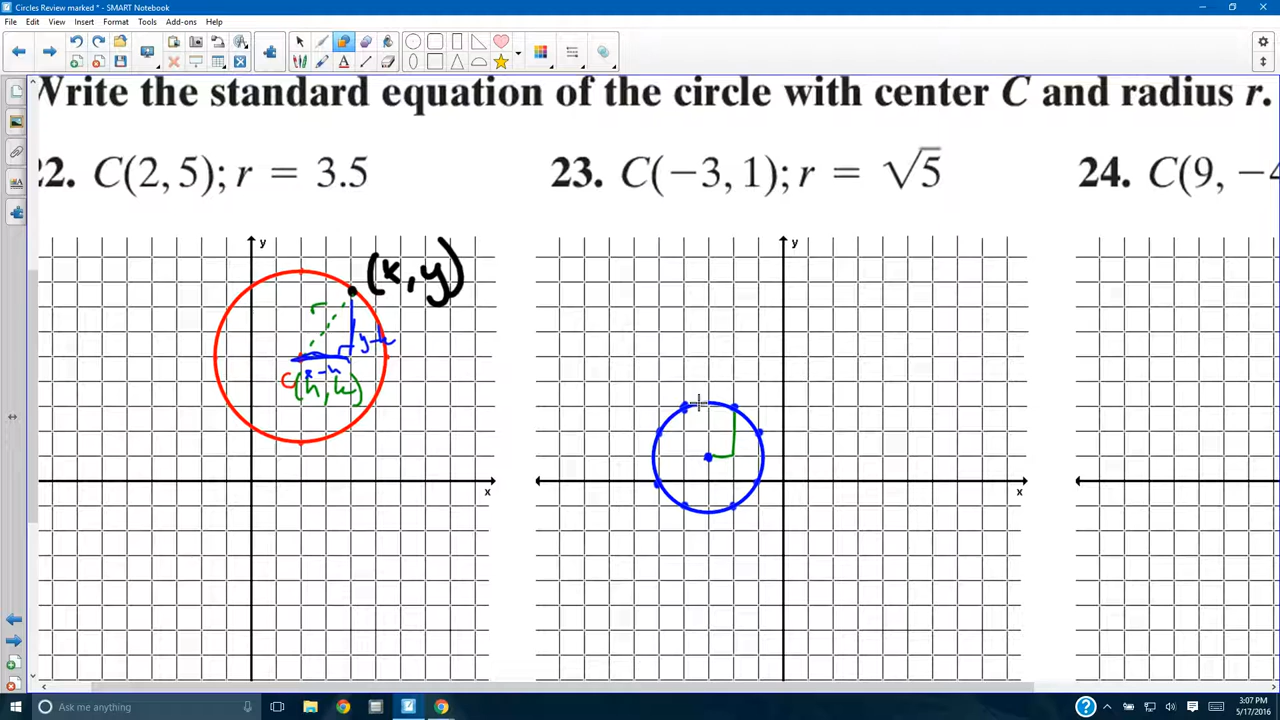 Circles Review marked * - SMART Notebook
File Edit View Insert Format Tools Add-ons Help
Write the standard equation of the circle with center C and radius r.
22. C(2, 5); r = 3.5
23. C(−3, 1); r = √5
24. C(9, −4
y
y
(x, y)
r
y-k
x-h
C(h, k)
x
x
Ask me anything
3:07 PM
5/17/2016